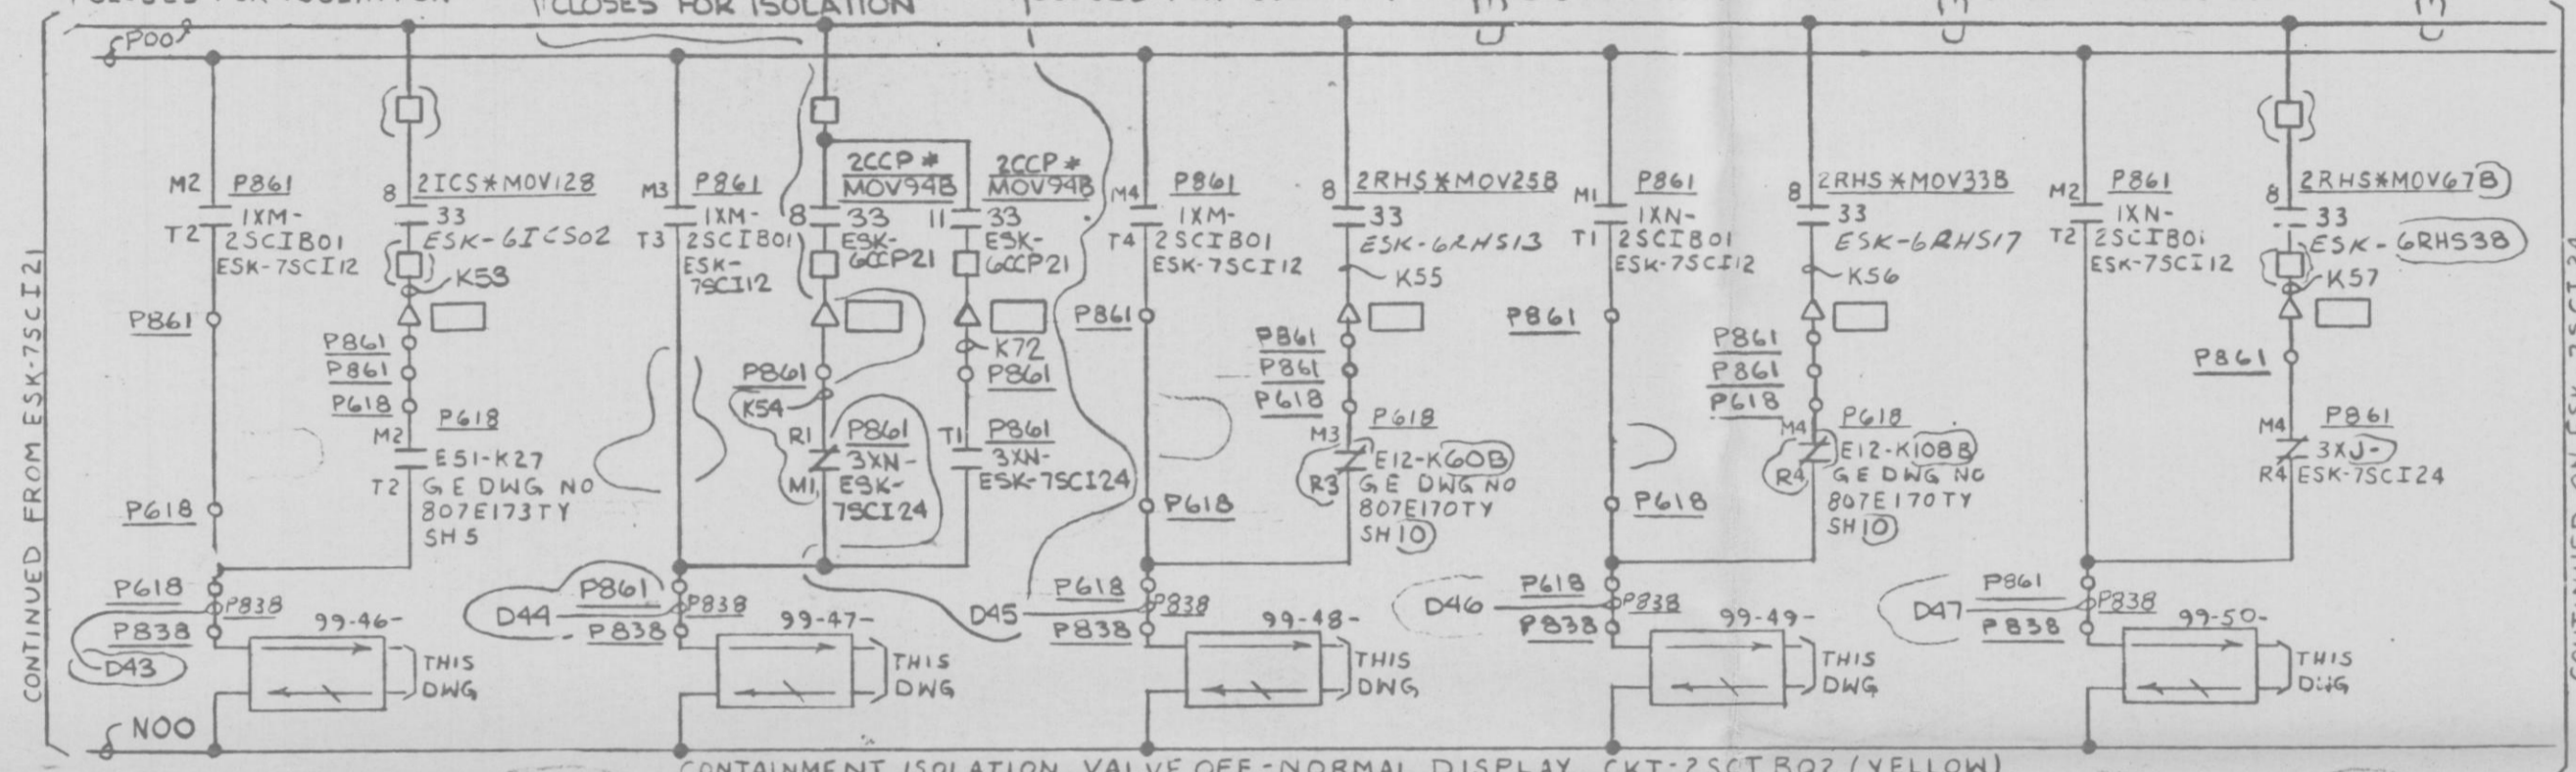 CLOSES FOR ISOLATION
P00
CONTINUED FROM ESK-7SCI21
M2 P861
T2 1XM-
2SCIB01
ESK-7SCI12
P861
P618
P618
P838
P838
D43
8 2ICS*MOV128
33
ESK-6ICS02
K53
P861
P861
P618
P618
M2
T2 E51-K27
GE DWG NO
807E173TY
SH 5
99-46-
THIS
DWG
M3 P861
T3 1XM-
2SCIB01
ESK-
7SCI12
P861
D44
P838
P838
2CCP*
MOV94B
8 33
ESK-
6CCP21
P861
K54
R1 P861
3XN-
M1 ESK-
7SCI24
2CCP*
MOV94B
11 33
ESK-
6CCP21
K72
P861
T1 P861
3XN-
ESK-7SCI24
99-47-
THIS
DWG
M4 P861
T4 1XM-
2SCIB01
ESK-7SCI12
P861
P618
P618
D45
P838
P838
8 2RHS*MOV25B
33
ESK-6RHS13
K55
P861
P861
P618
P618
M3
E12-K60B
R3 GE DWG NO
807E170TY
SH 10
99-48-
THIS
DWG
M1 P861
1XN-
T1 2SCIB01
ESK-7SCI12
P861
P618
P618
D46
P838
P838
8 2RHS*MOV33B
33
ESK-6RHS17
K56
P861
P861
P618
P618
M4
E12-K108B
R4 GE DWG NO
807E170TY
SH 10
99-49-
THIS
DWG
M2 P861
1XN-
T2 2SCIB01
ESK-7SCI12
P861
D47
P838
P838
8 2RHS*MOV67B
33
ESK-6RHS38
K57
P861
M4 P861
3XJ-
R4 ESK-7SCI24
99-50-
THIS
DWG
N00
CONTAINMENT ISOLATION VALVE OFF-NORMAL DISPLAY CKT-2SCIB02 (YELLOW)